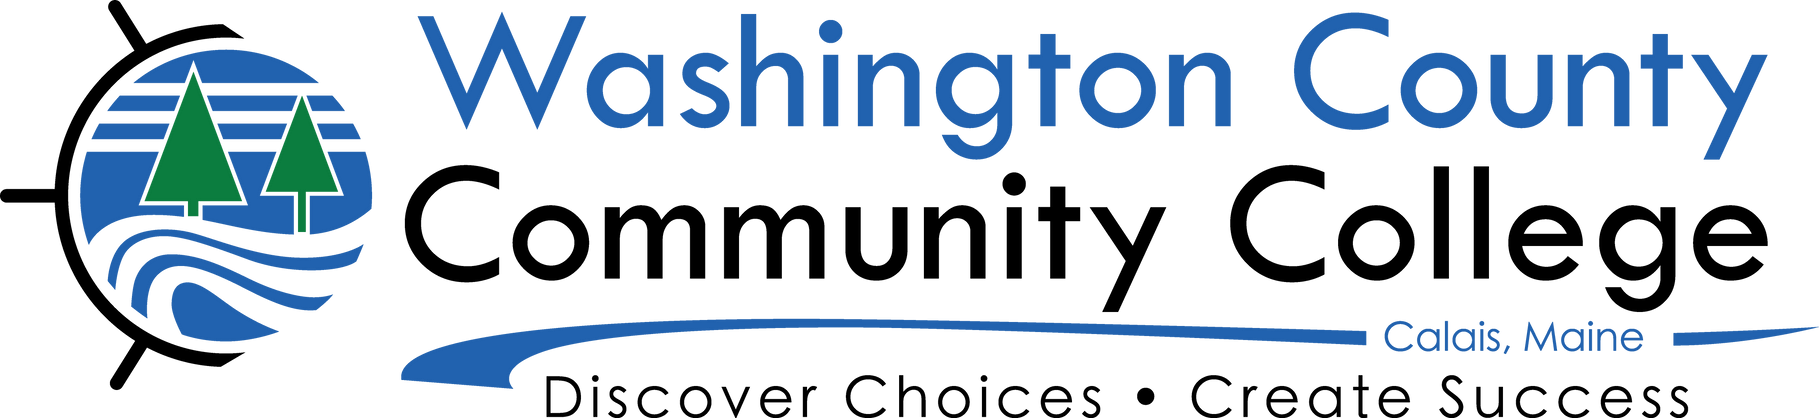 Washington County
Community College
Calais, Maine
Discover Choices • Create Success